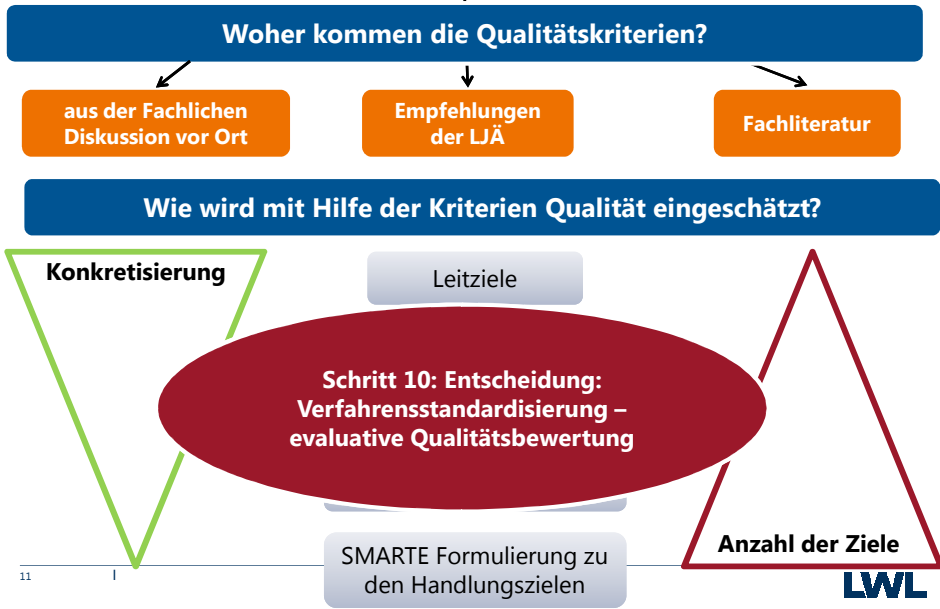 Woher kommen die Qualitätskriterien?
aus der Fachlichen
Diskussion vor Ort
Empfehlungen
der LJÄ
Fachliteratur
Wie wird mit Hilfe der Kriterien Qualität eingeschätzt?
Konkretisierung
Leitziele
Schritt 10: Entscheidung:
Verfahrensstandardisierung –
evaluative Qualitätsbewertung
SMARTE Formulierung zu
den Handlungszielen
Anzahl der Ziele
11 I
LWL